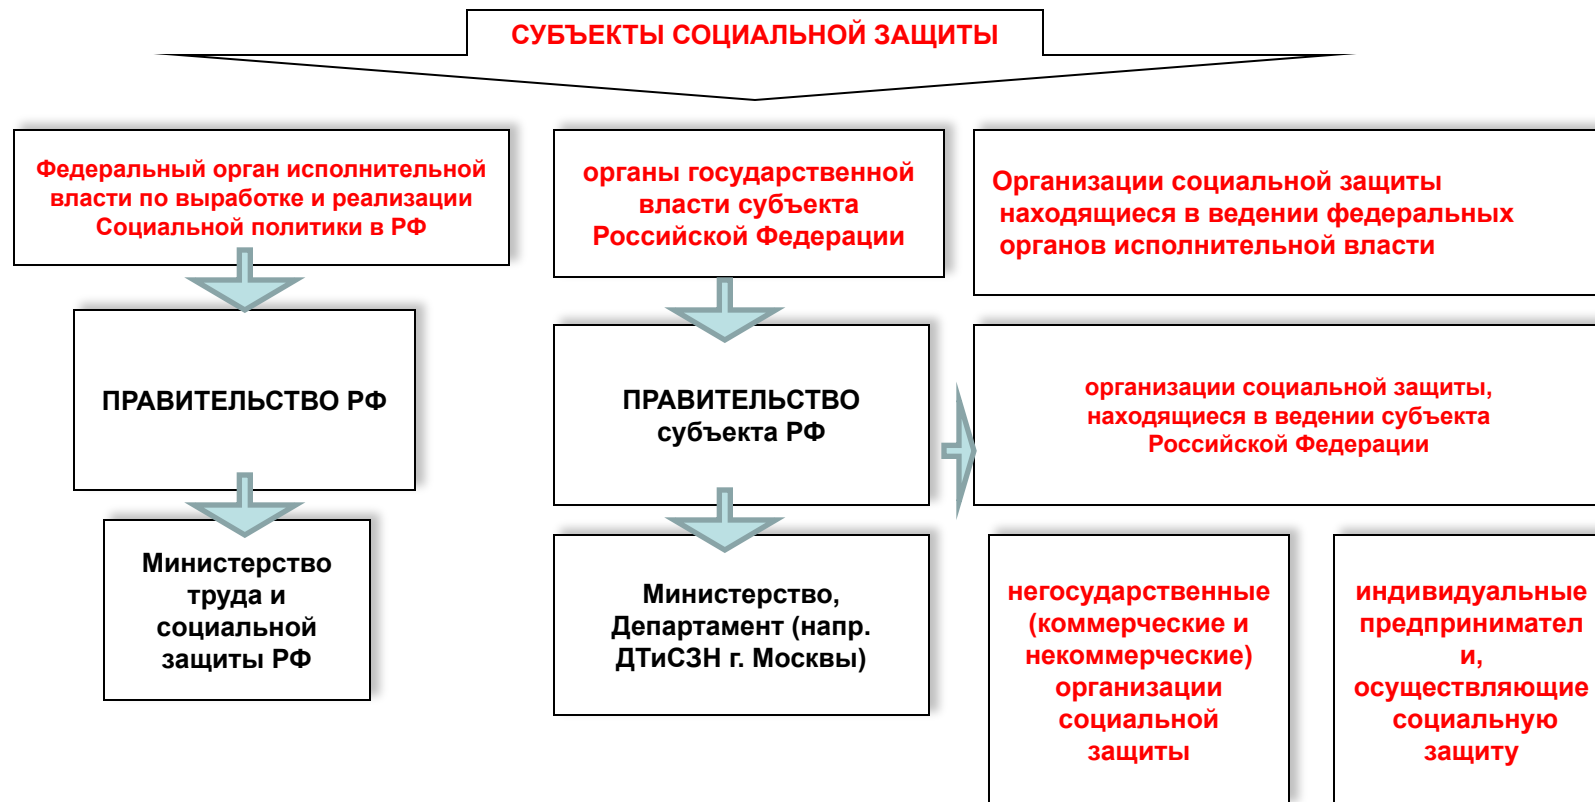 СУБЪЕКТЫ СОЦИАЛЬНОЙ ЗАЩИТЫ
Федеральный орган исполнительной
власти по выработке и реализации
Социальной политики в РФ
ПРАВИТЕЛЬСТВО РФ
Министерство
труда и
социальной
защиты РФ
органы государственной
власти субъекта
Российской Федерации
ПРАВИТЕЛЬСТВО
субъекта РФ
Министерство,
Департамент (напр.
ДТиСЗН г. Москвы)
Организации социальной защиты
находящиеся в ведении федеральных
органов исполнительной власти
организации социальной защиты,
находящиеся в ведении субъекта
Российской Федерации
негосударственные
(коммерческие и
некоммерческие)
организации
социальной
защиты
индивидуальные
предпринимател
и,
осуществляющие
социальную
защиту